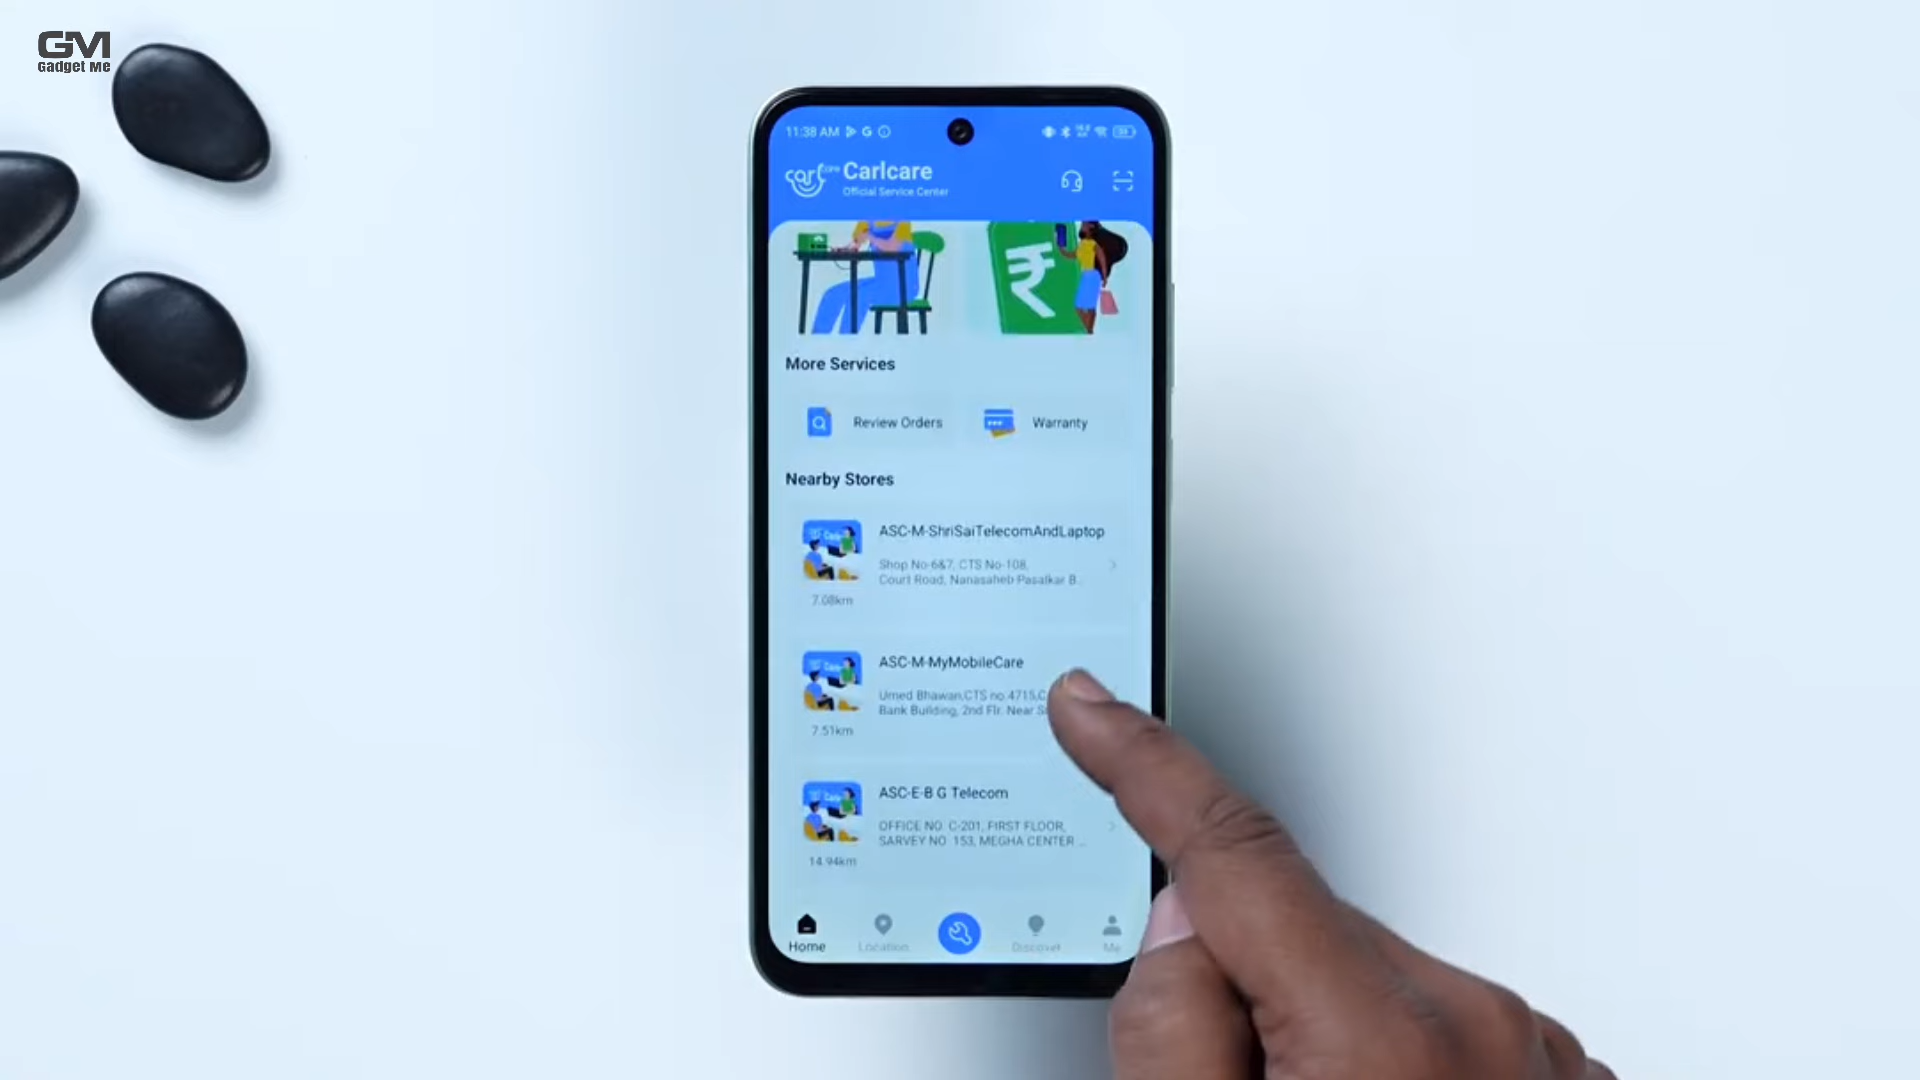 GM
Gadget Me
11:38 AM
Carlcare
Official Service Center
₹
More Services
Review Orders
Warranty
Nearby Stores
ASC-M-ShriSaiTelecomAndLaptop
Shop No-6&7, CTS No-108,
Court Road, Nanasaheb Pasalkar B...
7.08km
ASC-M-MyMobileCare
Umed Bhawan,CTS no 4715,C
Bank Building, 2nd Flr. Near
7.51km
ASC-E-B G Telecom
OFFICE NO. C-201, FIRST FLOOR,
SARVEY NO. 153, MEGHA CENTER ...
14.94km
Home
Location
Discover
Me